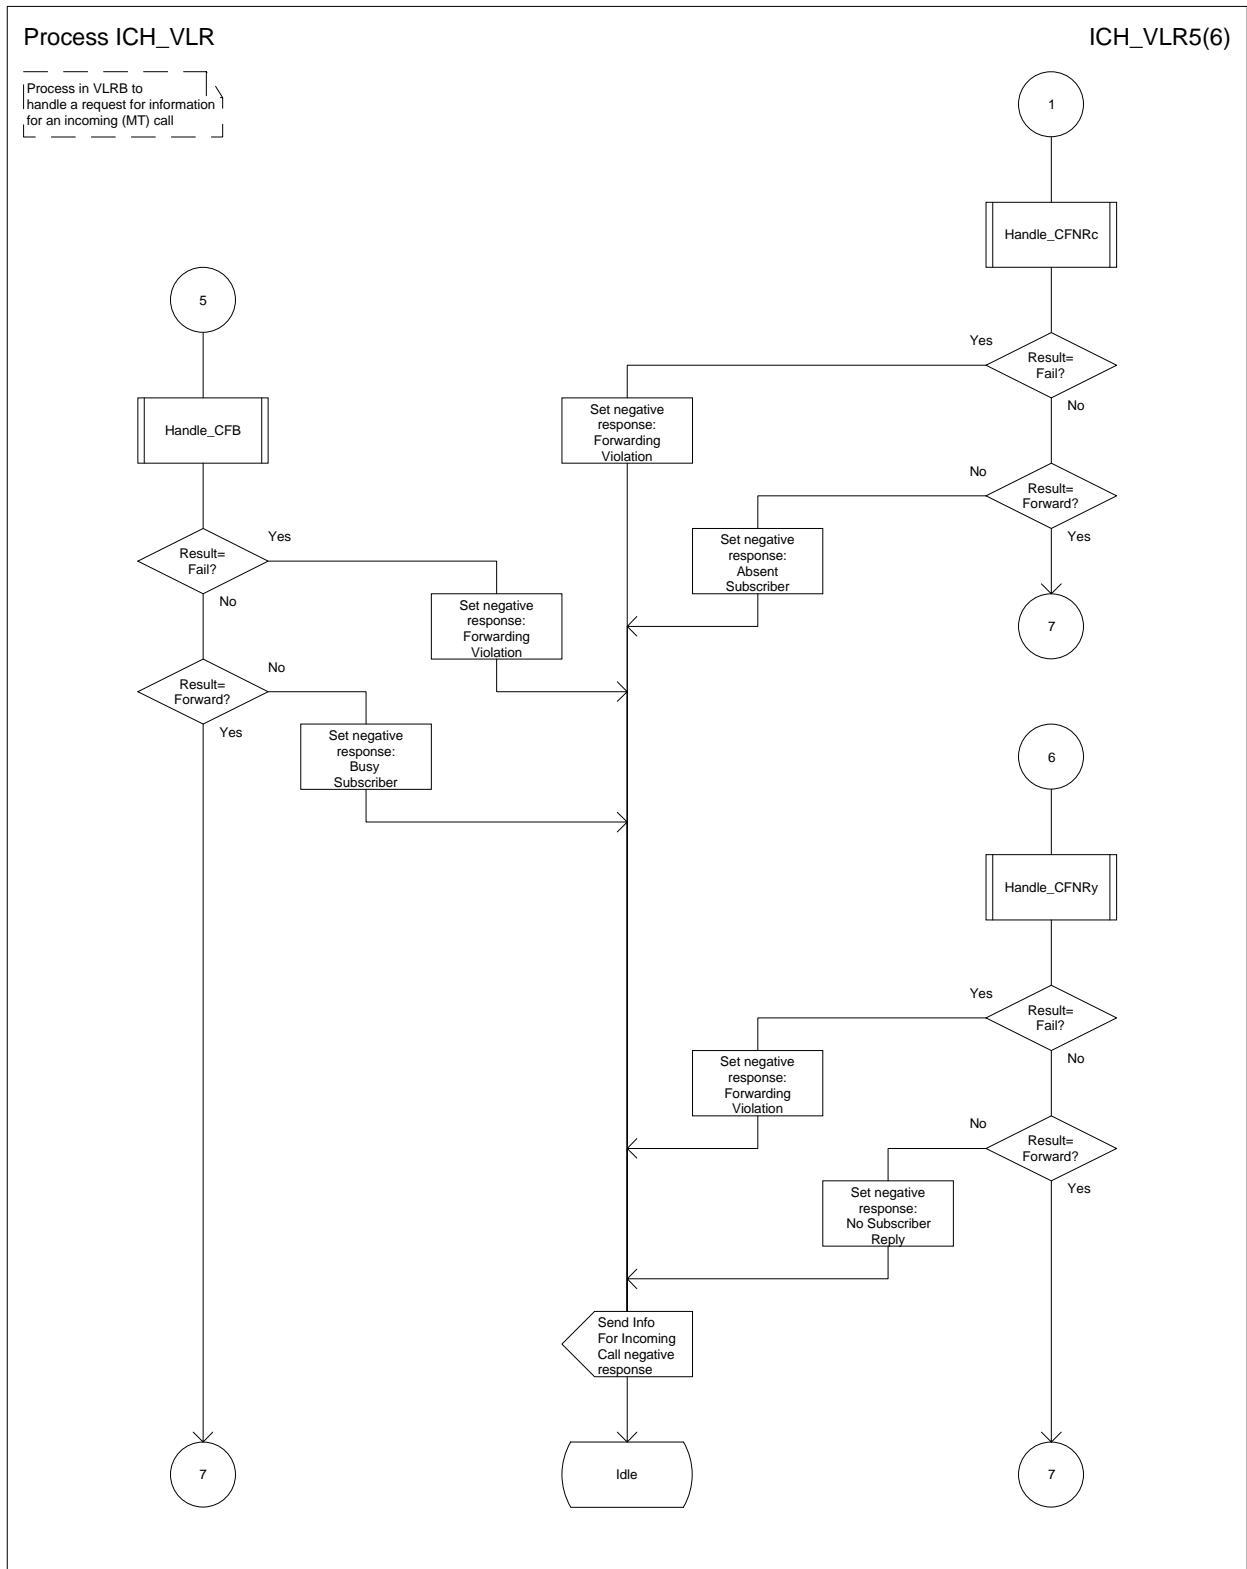 Process ICH_VLR
ICH_VLR5(6)
Process in VLRB to
handle a request for information
for an incoming (MT) call
1
Handle_CFNRc
5
Yes
Result=
Fail?
No
Set negative
response:
Forwarding
Violation
Handle_CFB
No
Result=
Forward?
Yes
Set negative
response:
Absent
Subscriber
Yes
Result=
Fail?
No
Set negative
response:
Forwarding
Violation
7
No
Result=
Forward?
Yes
Set negative
response:
Busy
Subscriber
6
Handle_CFNRy
Yes
Result=
Fail?
No
Set negative
response:
Forwarding
Violation
No
Result=
Forward?
Yes
Set negative
response:
No Subscriber
Reply
Send Info
For Incoming
Call negative
response
7
Idle
7